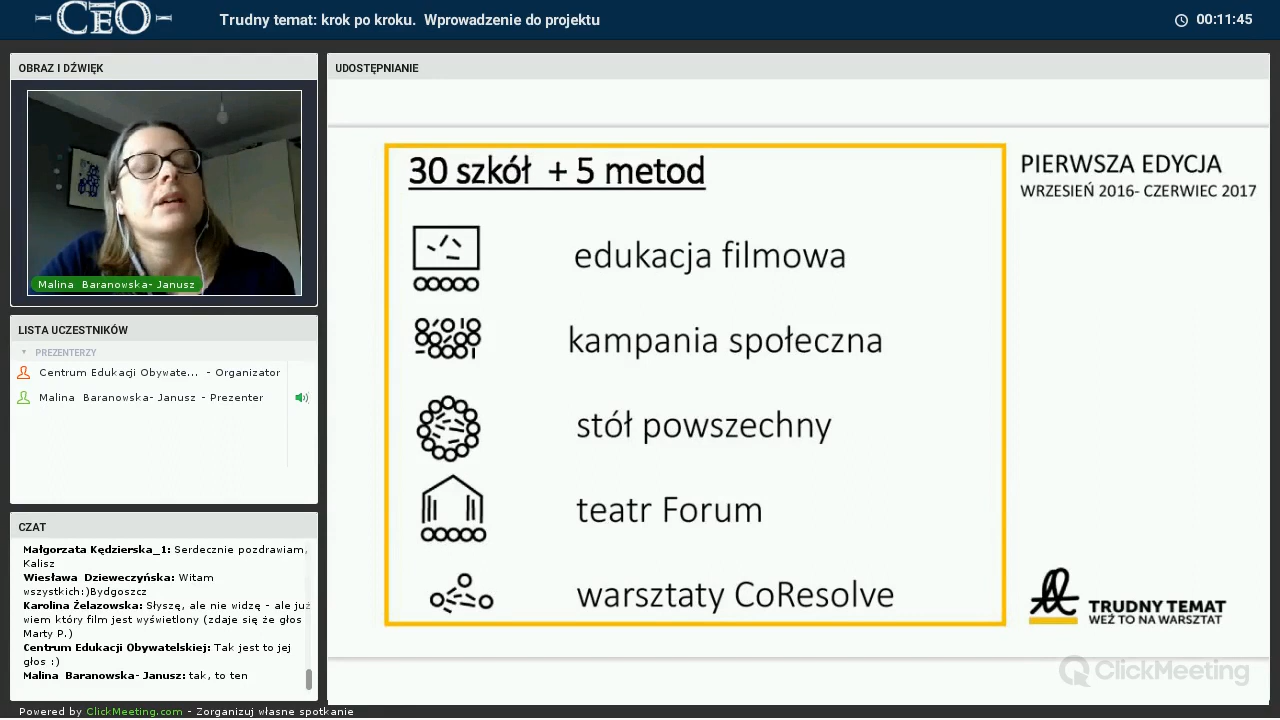 CEO
Trudny temat: krok po kroku. Wprowadzenie do projektu
00:11:45
OBRAZ I DŹWIĘK
Malina Baranowska- Janusz
LISTA UCZESTNIKÓW
PREZENTERZY
Centrum Edukacji Obywate... - Organizator
Malina Baranowska- Janusz - Prezenter
CZAT
Małgorzata Kędzierska_1: Serdecznie pozdrawiam,
Kalisz
Wiesława Dzieweczyńska: Witam
wszystkich:)Bydgoszcz
Karolina Żelazowska: Słyszę, ale nie widzę - ale już
wiem który film jest wyświetlony (zdaje się że głos
Marty P.)
Centrum Edukacji Obywatelskiej: Tak jest to jej
głos :)
Malina Baranowska- Janusz: tak, to ten
UDOSTĘPNIANIE
30 szkół + 5 metod
edukacja filmowa
kampania społeczna
stół powszechny
teatr Forum
warsztaty CoResolve
PIERWSZA EDYCJA
WRZESIEŃ 2016- CZERWIEC 2017
TRUDNY TEMAT
WEŹ TO NA WARSZTAT
ClickMeeting
Powered by ClickMeeting.com - Zorganizuj własne spotkanie